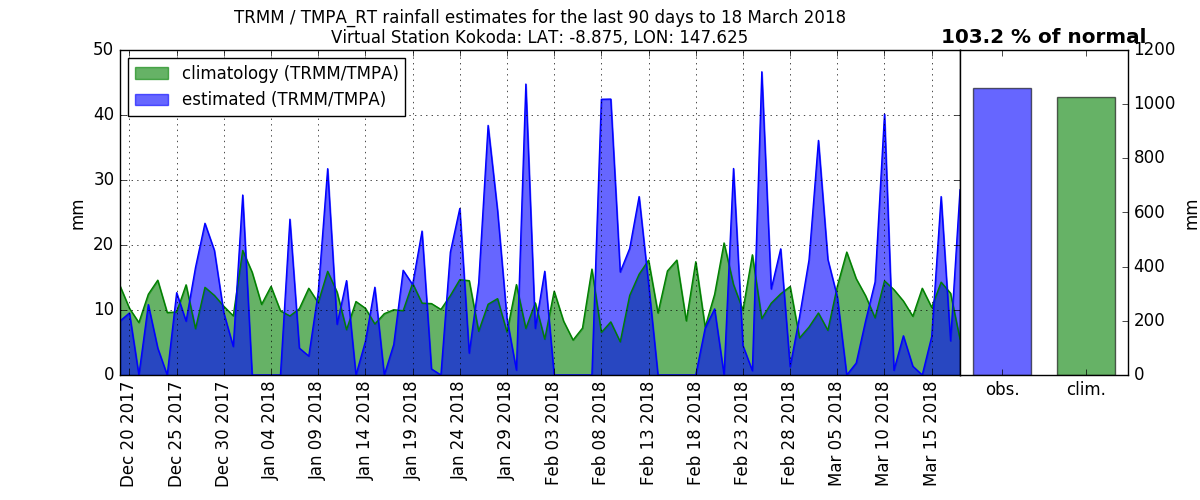 TRMM / TMPA_RT rainfall estimates for the last 90 days to 18 March 2018
Virtual Station Kokoda: LAT: -8.875, LON: 147.625
103.2 % of normal
climatology (TRMM/TMPA)
estimated (TRMM/TMPA)
50
40
30
20
10
0
mm
1200
1000
800
600
400
200
0
mm
Dec 20 2017
Dec 25 2017
Dec 30 2017
Jan 04 2018
Jan 09 2018
Jan 14 2018
Jan 19 2018
Jan 24 2018
Jan 29 2018
Feb 03 2018
Feb 08 2018
Feb 13 2018
Feb 18 2018
Feb 23 2018
Feb 28 2018
Mar 05 2018
Mar 10 2018
Mar 15 2018
obs.
clim.